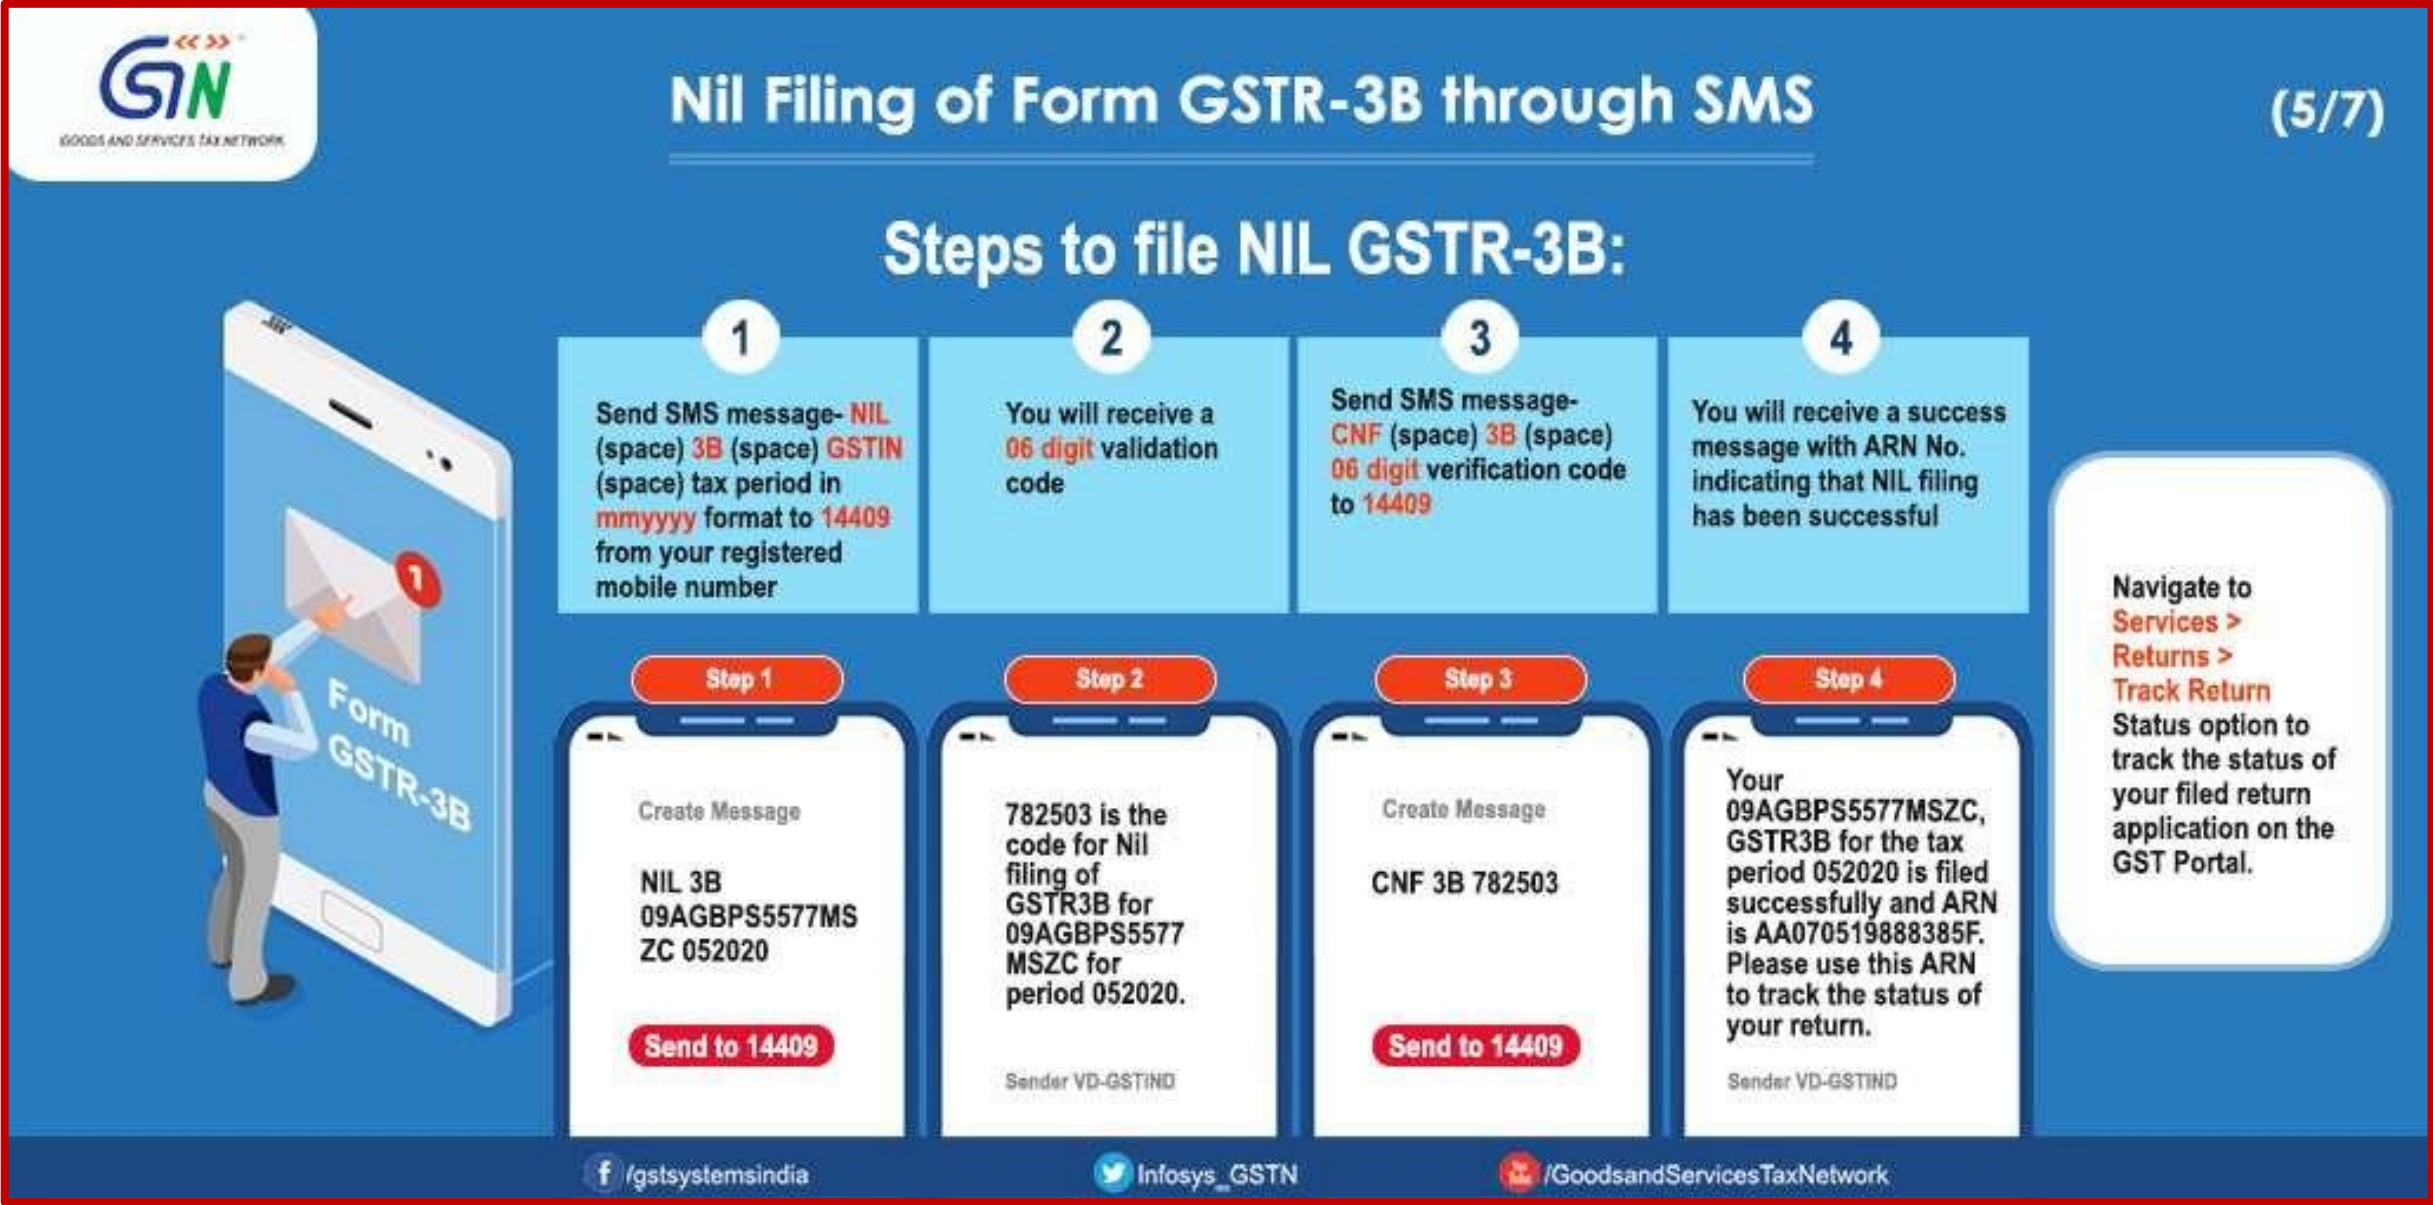 GSTN
GOODS AND SERVICES TAX NETWORK
Nil Filing of Form GSTR-3B through SMS
(5/7)
Steps to file NIL GSTR-3B:
1
Send SMS message- NIL
(space) 3B (space) GSTIN
(space) tax period in
mmyyyy format to 14409
from your registered
mobile number
2
You will receive a
06 digit validation
code
3
Send SMS message-
CNF (space) 3B (space)
06 digit verification code
to 14409
4
You will receive a success
message with ARN No.
indicating that NIL filing
has been successful
1
Form
GSTR-3B
Step 1
Create Message
NIL 3B
09AGBPS5577MS
ZC 052020
Send to 14409
Step 2
782503 is the
code for Nil
filing of
GSTR3B for
09AGBPS5577
MSZC for
period 052020.
Sender VD-GSTIND
Step 3
Create Message
CNF 3B 782503
Send to 14409
Step 4
Your
09AGBPS5577MSZC,
GSTR3B for the tax
period 052020 is filed
successfully and ARN
is AA070519888385F.
Please use this ARN
to track the status of
your return.
Sender VD-GSTIND
Navigate to
Services >
Returns >
Track Return
Status option to
track the status of
your filed return
application on the
GST Portal.
f /gstsystemsindia
Infosys_GSTN
/GoodsandServicesTaxNetwork